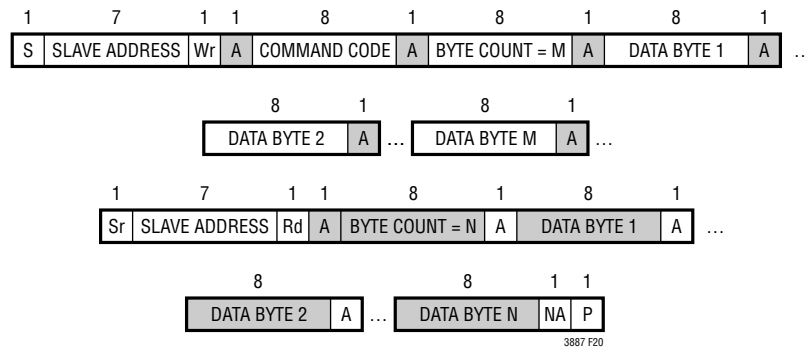 1 7 1 1 8 1 8 1 8 1
S SLAVE ADDRESS Wr A COMMAND CODE A BYTE COUNT = M A DATA BYTE 1 A ..
8 1 8 1
DATA BYTE 2 A ... DATA BYTE M A ...
1 7 1 1 8 1 8 1
Sr SLAVE ADDRESS Rd A BYTE COUNT = N A DATA BYTE 1 A ...
8 8 1 1
DATA BYTE 2 A ... DATA BYTE N NA P
3887 F20